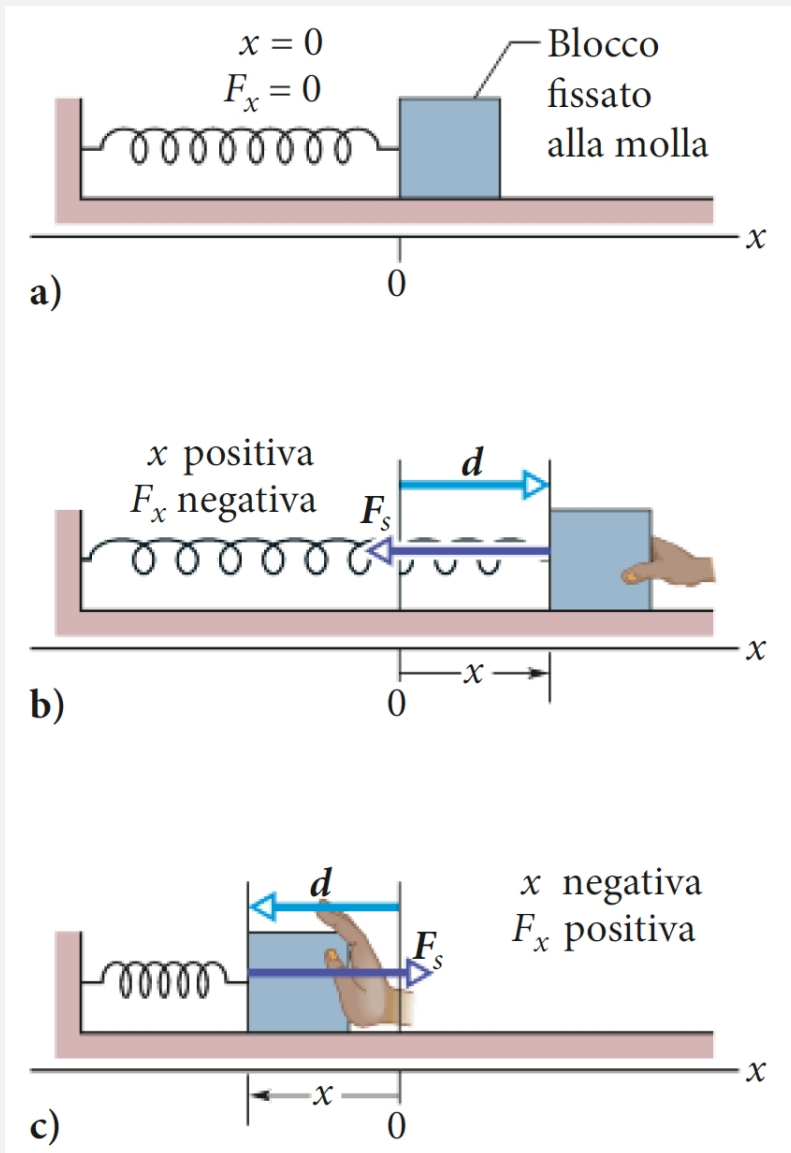 x = 0
Fₓ = 0
Blocco
fissato
alla molla
x
0
a)
x positiva
Fₓ negativa
Fₛ
d
x
x
0
b)
d
Fₛ
x negativa
Fₓ positiva
x
x
0
c)